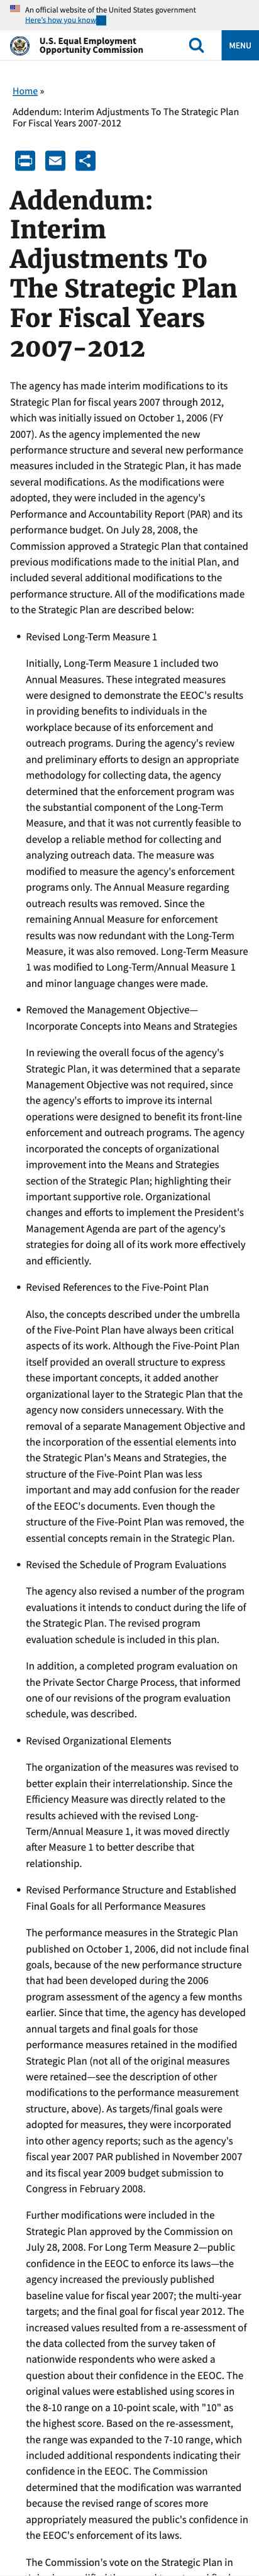 An official website of the United States government
Here's how you know
U.S. Equal Employment
Opportunity Commission
MENU
Home »
Addendum: Interim Adjustments To The Strategic Plan
For Fiscal Years 2007-2012
Addendum:
Interim
Adjustments To
The Strategic Plan
For Fiscal Years
2007-2012
The agency has made interim modifications to its
Strategic Plan for fiscal years 2007 through 2012,
which was initially issued on October 1, 2006 (FY
2007). As the agency implemented the new
performance structure and several new performance
measures included in the Strategic Plan, it has made
several modifications. As the modifications were
adopted, they were included in the agency's
Performance and Accountability Report (PAR) and its
performance budget. On July 28, 2008, the
Commission approved a Strategic Plan that contained
previous modifications made to the initial Plan, and
included several additional modifications to the
performance structure. All of the modifications made
to the Strategic Plan are described below:
• Revised Long-Term Measure 1
Initially, Long-Term Measure 1 included two
Annual Measures. These integrated measures
were designed to demonstrate the EEOC's results
in providing benefits to individuals in the
workplace because of its enforcement and
outreach programs. During the agency's review
and preliminary efforts to design an appropriate
methodology for collecting data, the agency
determined that the enforcement program was
the substantial component of the Long-Term
Measure, and that it was not currently feasible to
develop a reliable method for collecting and
analyzing outreach data. The measure was
modified to measure the agency's enforcement
programs only. The Annual Measure regarding
outreach results was removed. Since the
remaining Annual Measure for enforcement
results was now redundant with the Long-Term
Measure, it was also removed. Long-Term Measure
1 was modified to Long-Term/Annual Measure 1
and minor language changes were made.
• Removed the Management Objective—
Incorporate Concepts into Means and Strategies
In reviewing the overall focus of the agency's
Strategic Plan, it was determined that a separate
Management Objective was not required, since
the agency's efforts to improve its internal
operations were designed to benefit its front-line
enforcement and outreach programs. The agency
incorporated the concepts of organizational
improvement into the Means and Strategies
section of the Strategic Plan; highlighting their
important supportive role. Organizational
changes and efforts to implement the President's
Management Agenda are part of the agency's
strategies for doing all of its work more effectively
and efficiently.
• Revised References to the Five-Point Plan
Also, the concepts described under the umbrella
of the Five-Point Plan have always been critical
aspects of its work. Although the Five-Point Plan
itself provided an overall structure to express
these important concepts, it added another
organizational layer to the Strategic Plan that the
agency now considers unnecessary. With the
removal of a separate Management Objective and
the incorporation of the essential elements into
the Strategic Plan's Means and Strategies, the
structure of the Five-Point Plan was less
important and may add confusion for the reader
of the EEOC's documents. Even though the
structure of the Five-Point Plan was removed, the
essential concepts remain in the Strategic Plan.
• Revised the Schedule of Program Evaluations
The agency also revised a number of the program
evaluations it intends to conduct during the life of
the Strategic Plan. The revised program
evaluation schedule is included in this plan.
In addition, a completed program evaluation on
the Private Sector Charge Process, that informed
one of our revisions of the program evaluation
schedule, was described.
• Revised Organizational Elements
The organization of the measures was revised to
better explain their interrelationship. Since the
Efficiency Measure was directly related to the
results achieved with the revised Long-
Term/Annual Measure 1, it was moved directly
after Measure 1 to better describe that
relationship.
• Revised Performance Structure and Established
Final Goals for all Performance Measures
The performance measures in the Strategic Plan
published on October 1, 2006, did not include final
goals, because of the new performance structure
that had been developed during the 2006
program assessment of the agency a few months
earlier. Since that time, the agency has developed
annual targets and final goals for those
performance measures retained in the modified
Strategic Plan (not all of the original measures
were retained—see the description of other
modifications to the performance measurement
structure, above). As targets/final goals were
adopted for measures, they were incorporated
into other agency reports; such as the agency's
fiscal year 2007 PAR published in November 2007
and its fiscal year 2009 budget submission to
Congress in February 2008.
Further modifications were included in the
Strategic Plan approved by the Commission on
July 28, 2008. For Long Term Measure 2—public
confidence in the EEOC to enforce its laws—the
agency increased the previously published
baseline value for fiscal year 2007; the multi-year
targets; and the final goal for fiscal year 2012. The
increased values resulted from a re-assessment of
the data collected from the survey taken of
nationwide respondents who were asked a
question about their confidence in the EEOC. The
original values were established using scores in
the 8-10 range on a 10-point scale, with "10" as
the highest score. Based on the re-assessment,
the range was expanded to the 7-10 range, which
included additional respondents indicating their
confidence in the EEOC. The Commission
determined that the modification was warranted
because the revised range of scores more
appropriately measured the public's confidence in
the EEOC's enforcement of its laws.
The Commission's vote on the Strategic Plan in